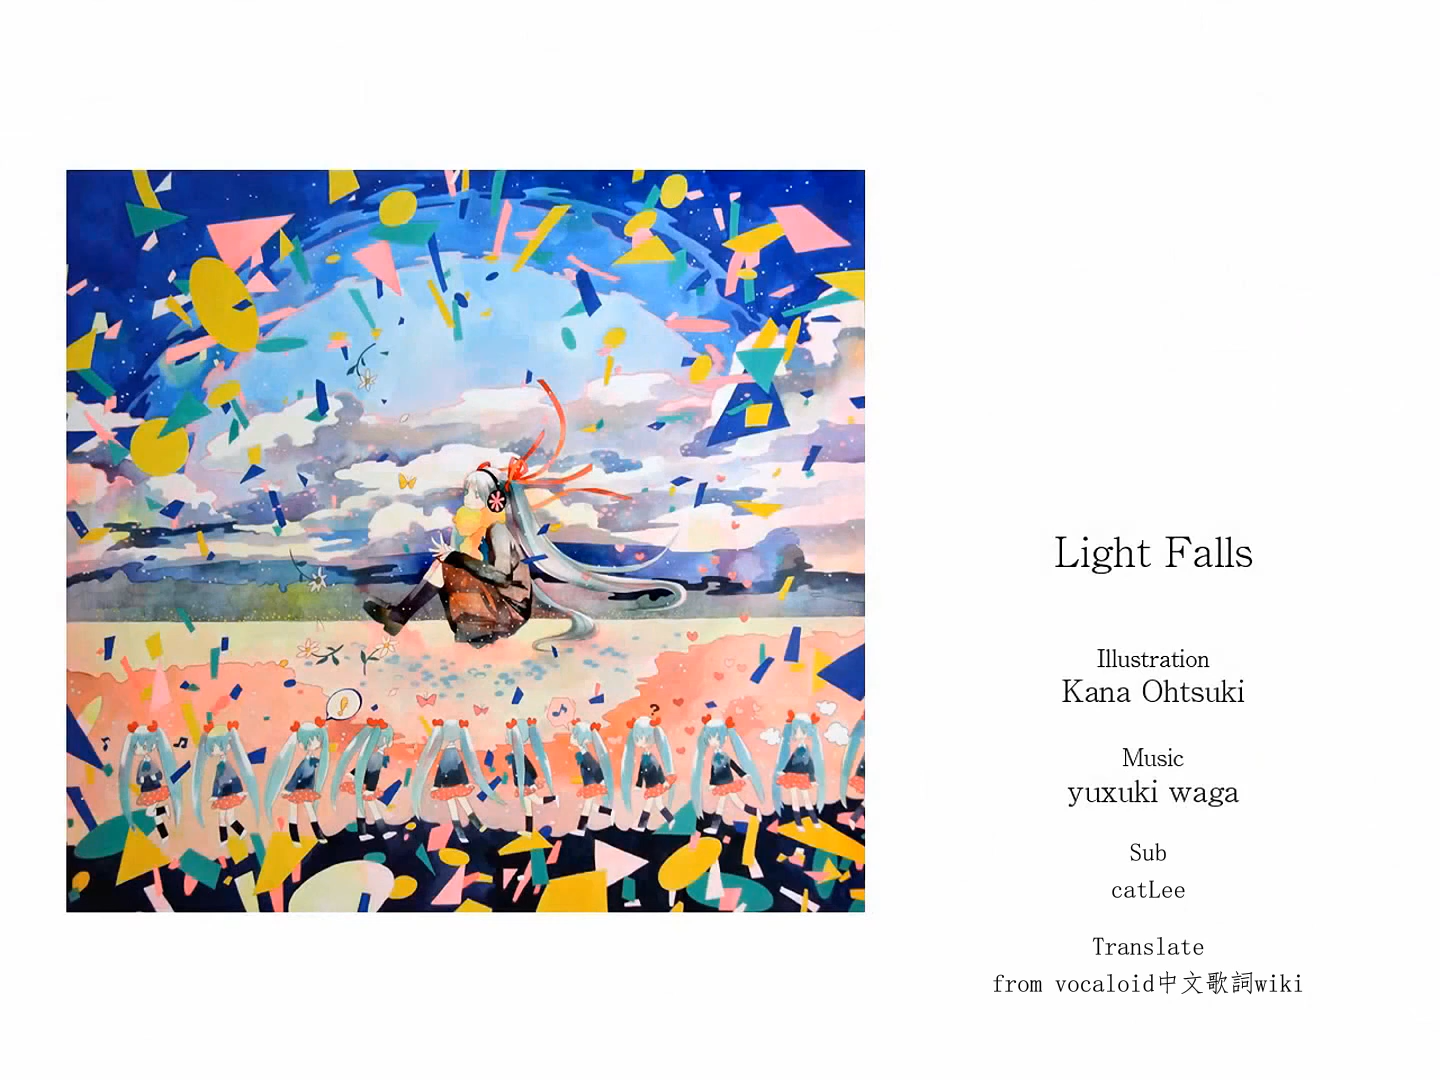 ?
Light Falls
Illustration
Kana Ohtsuki
Music
yuxuki waga
Sub
catLee
Translate
from vocaloid中文歌詞wiki